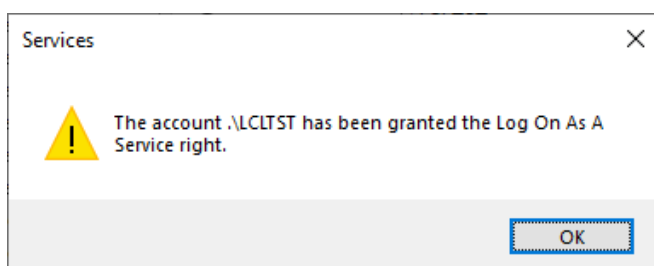 Services
The account .\LCLTST has been granted the Log On As A
Service right.
OK